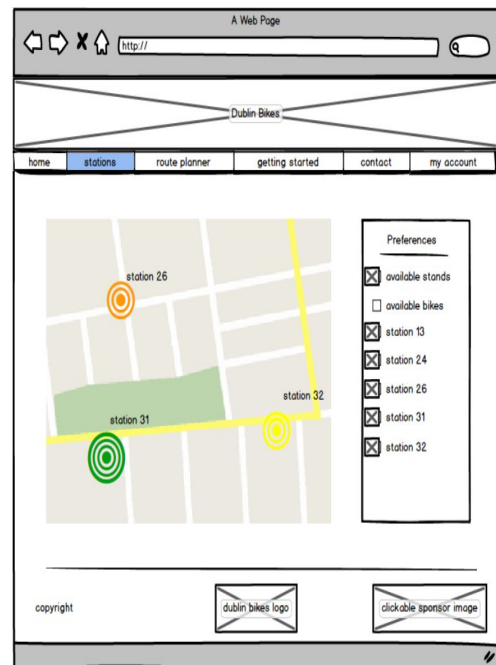 A Web Page
http://
Dublin Bikes
home stations route planner getting started contact my account
station 26
station 32
station 31
Preferences
available stands
available bikes
station 13
station 24
station 26
station 31
station 32
copyright
dublin bikes logo
clickable sponsor image